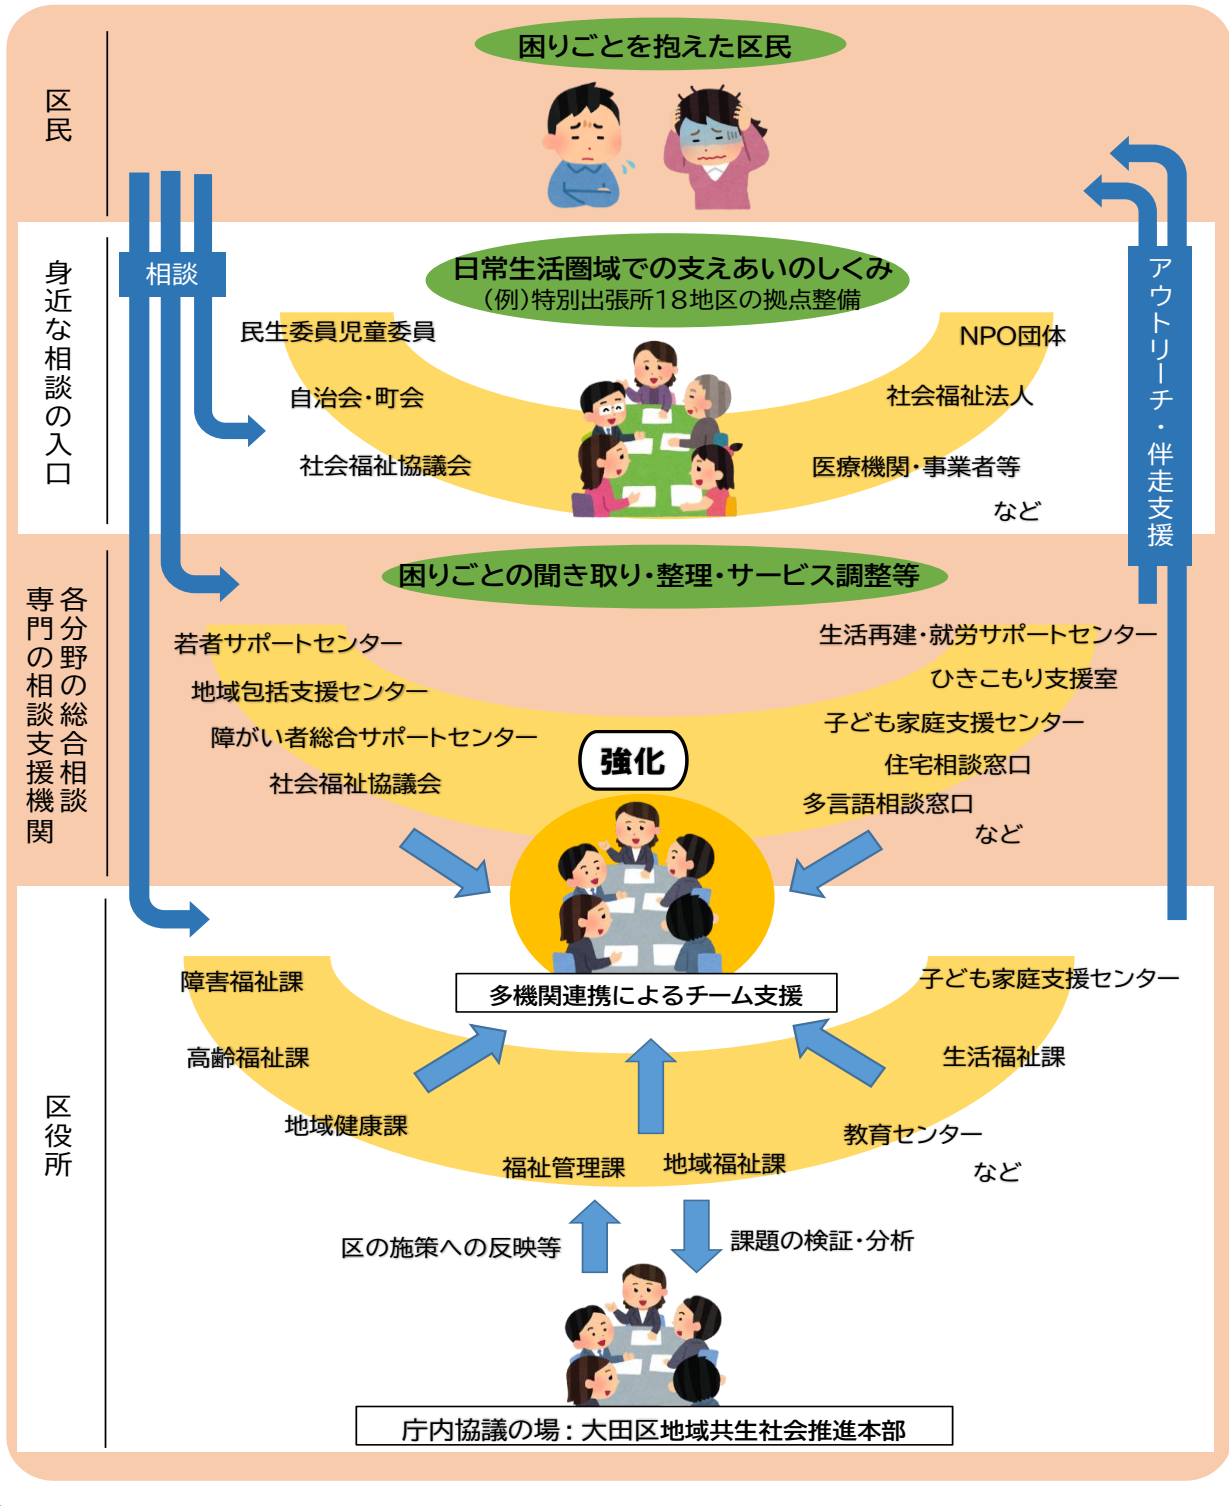 困りごとを抱えた区民
区民
相談
アウトリーチ・伴走支援
身近な相談の入口
日常生活圏域での支えあいのしくみ
(例)特別出張所18地区の拠点整備
民生委員児童委員
自治会・町会
社会福祉協議会
NPO団体
社会福祉法人
医療機関・事業者等
など
各分野の総合相談
専門の相談支援機関
困りごとの聞き取り・整理・サービス調整等
若者サポートセンター
地域包括支援センター
障がい者総合サポートセンター
社会福祉協議会
生活再建・就労サポートセンター
ひきこもり支援室
子ども家庭支援センター
住宅相談窓口
多言語相談窓口
など
強化
多機関連携によるチーム支援
区役所
障害福祉課
高齢福祉課
地域健康課
福祉管理課
地域福祉課
子ども家庭支援センター
生活福祉課
教育センター
など
区の施策への反映等
課題の検証・分析
庁内協議の場:大田区地域共生社会推進本部